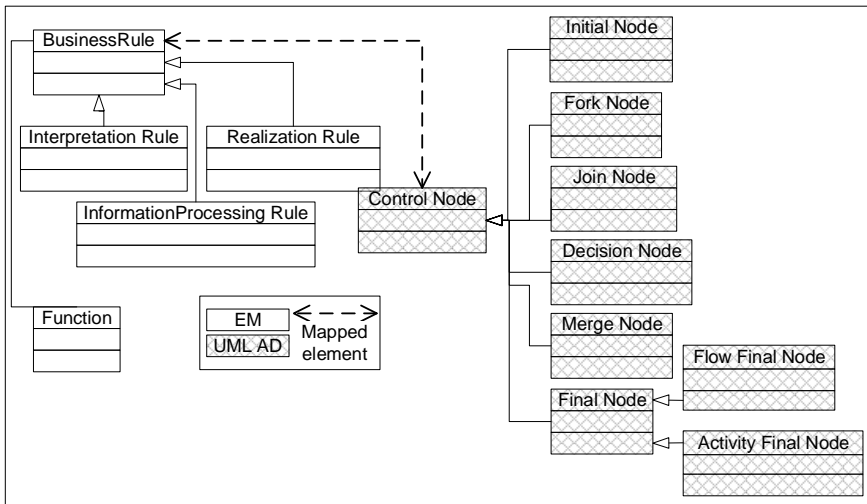 BusinessRule
Interpretation Rule
Realization Rule
InformationProcessing Rule
Function
EM
UML AD
Mapped
element
Control Node
Initial Node
Fork Node
Join Node
Decision Node
Merge Node
Final Node
Flow Final Node
Activity Final Node